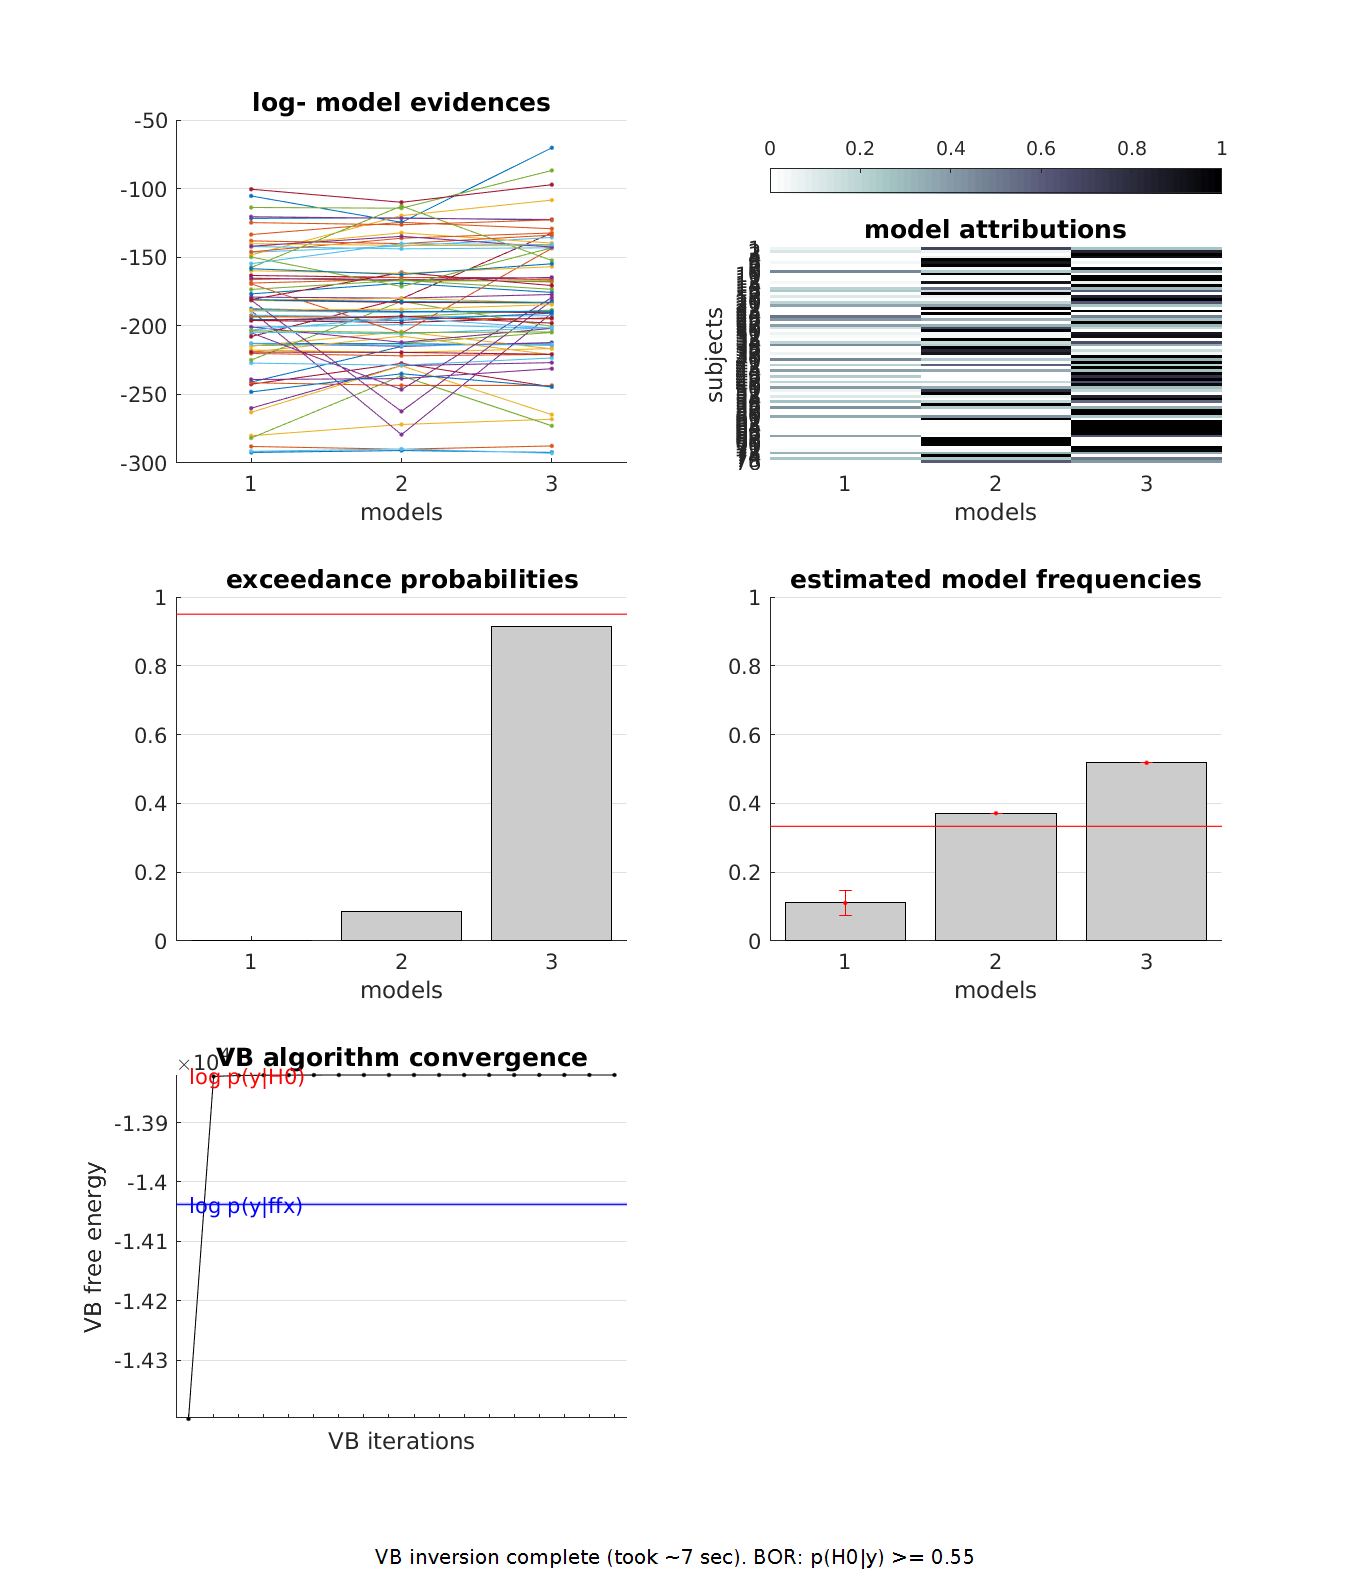 log- model evidences
-50
-100
-150
-200
-250
-300
1 2 3
models
0 0.2 0.4 0.6 0.8 1
model attributions
subjects
1 2 3
models
exceedance probabilities
1
0.8
0.6
0.4
0.2
0
1 2 3
models
estimated model frequencies
1
0.8
0.6
0.4
0.2
0
1 2 3
models
VB algorithm convergence
log p(y|H0)
-1.39
-1.4
log p(y|ffx)
-1.41
-1.42
-1.43
VB free energy
VB iterations
VB inversion complete (took ~7 sec). BOR: p(H0|y) >= 0.55